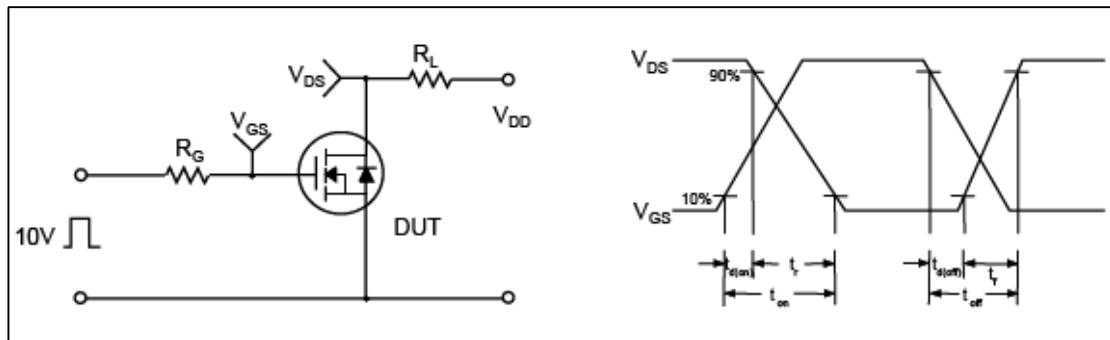 R_L
V_DS
V_DD
V_GS
R_G
10V
DUT
V_DS
90%
10%
V_GS
t_d(on)
t_r
t_on
t_d(off)
t_f
t_off